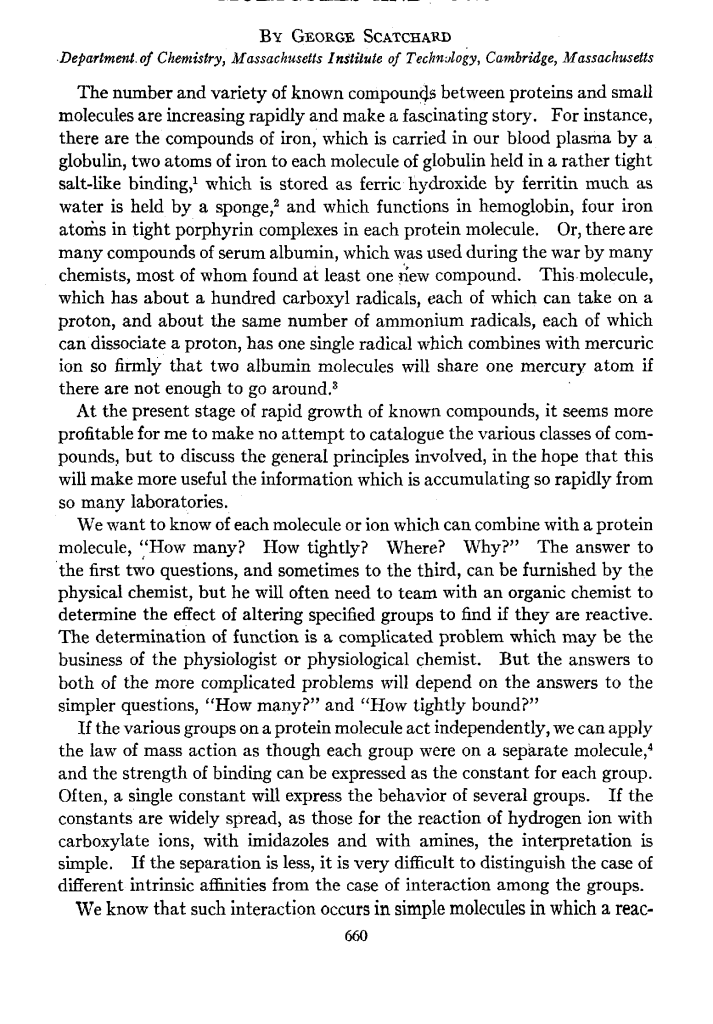 By George Scatchard
Department of Chemistry, Massachusetts Institute of Technology, Cambridge, Massachusetts
The number and variety of known compounds between proteins and small
molecules are increasing rapidly and make a fascinating story. For instance,
there are the compounds of iron, which is carried in our blood plasma by a
globulin, two atoms of iron to each molecule of globulin held in a rather tight
salt-like binding,¹ which is stored as ferric hydroxide by ferritin much as
water is held by a sponge,² and which functions in hemoglobin, four iron
atoms in tight porphyrin complexes in each protein molecule. Or, there are
many compounds of serum albumin, which was used during the war by many
chemists, most of whom found at least one new compound. This molecule,
which has about a hundred carboxyl radicals, each of which can take on a
proton, and about the same number of ammonium radicals, each of which
can dissociate a proton, has one single radical which combines with mercuric
ion so firmly that two albumin molecules will share one mercury atom if
there are not enough to go around.³
At the present stage of rapid growth of known compounds, it seems more
profitable for me to make no attempt to catalogue the various classes of com-
pounds, but to discuss the general principles involved, in the hope that this
will make more useful the information which is accumulating so rapidly from
so many laboratories.
We want to know of each molecule or ion which can combine with a protein
molecule, "How many? How tightly? Where? Why?" The answer to
the first two questions, and sometimes to the third, can be furnished by the
physical chemist, but he will often need to team with an organic chemist to
determine the effect of altering specified groups to find if they are reactive.
The determination of function is a complicated problem which may be the
business of the physiologist or physiological chemist. But the answers to
both of the more complicated problems will depend on the answers to the
simpler questions, "How many?" and "How tightly bound?"
If the various groups on a protein molecule act independently, we can apply
the law of mass action as though each group were on a separate molecule,⁴
and the strength of binding can be expressed as the constant for each group.
Often, a single constant will express the behavior of several groups. If the
constants are widely spread, as those for the reaction of hydrogen ion with
carboxylate ions, with imidazoles and with amines, the interpretation is
simple. If the separation is less, it is very difficult to distinguish the case of
different intrinsic affinities from the case of interaction among the groups.
We know that such interaction occurs in simple molecules in which a reac-
660